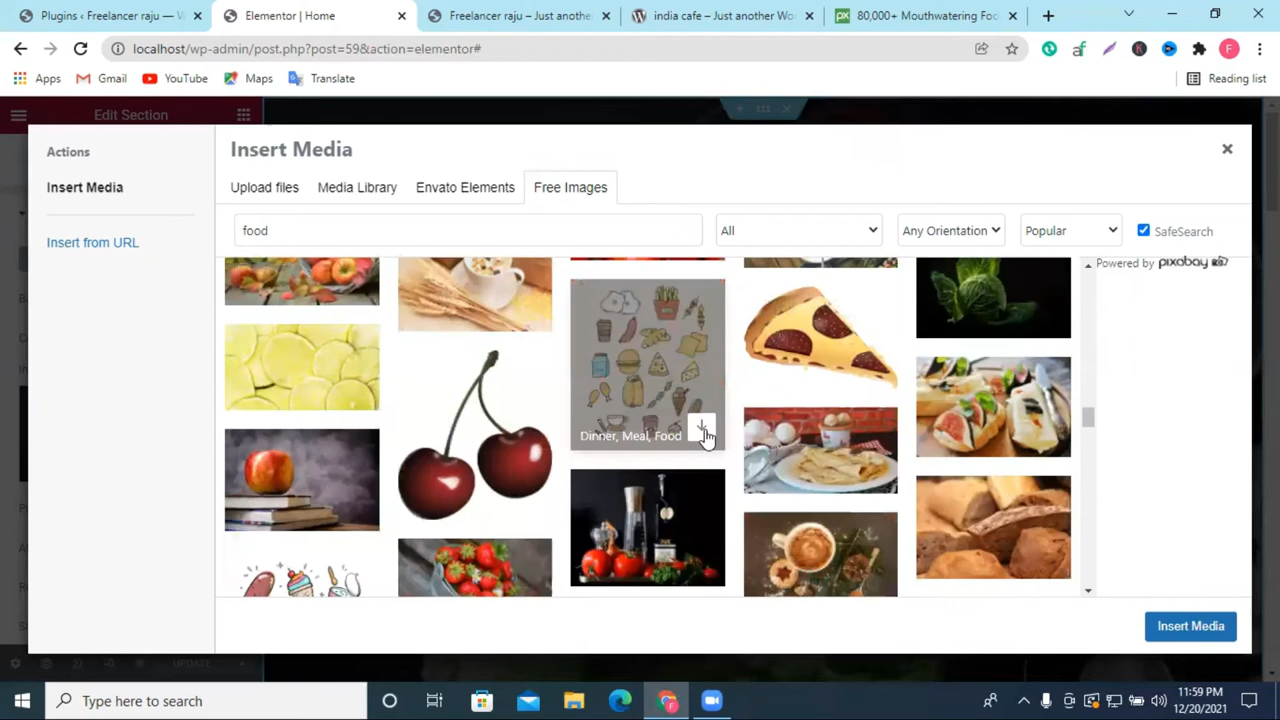 Plugins ‹ Freelancer raju — W
Elementor | Home
Freelancer raju – Just anothe
india cafe – Just another Wo
80,000+ Mouthwatering Foo
localhost/wp-admin/post.php?post=59&action=elementor#
Apps
Gmail
YouTube
Maps
Translate
Reading list
Edit Section
Actions
Insert Media
Insert from URL
Insert Media
Upload files
Media Library
Envato Elements
Free Images
food
All
Any Orientation
Popular
SafeSearch
Powered by pixabay
Dinner, Meal, Food
Insert Media
UPDATE
Type here to search
11:59 PM
12/20/2021